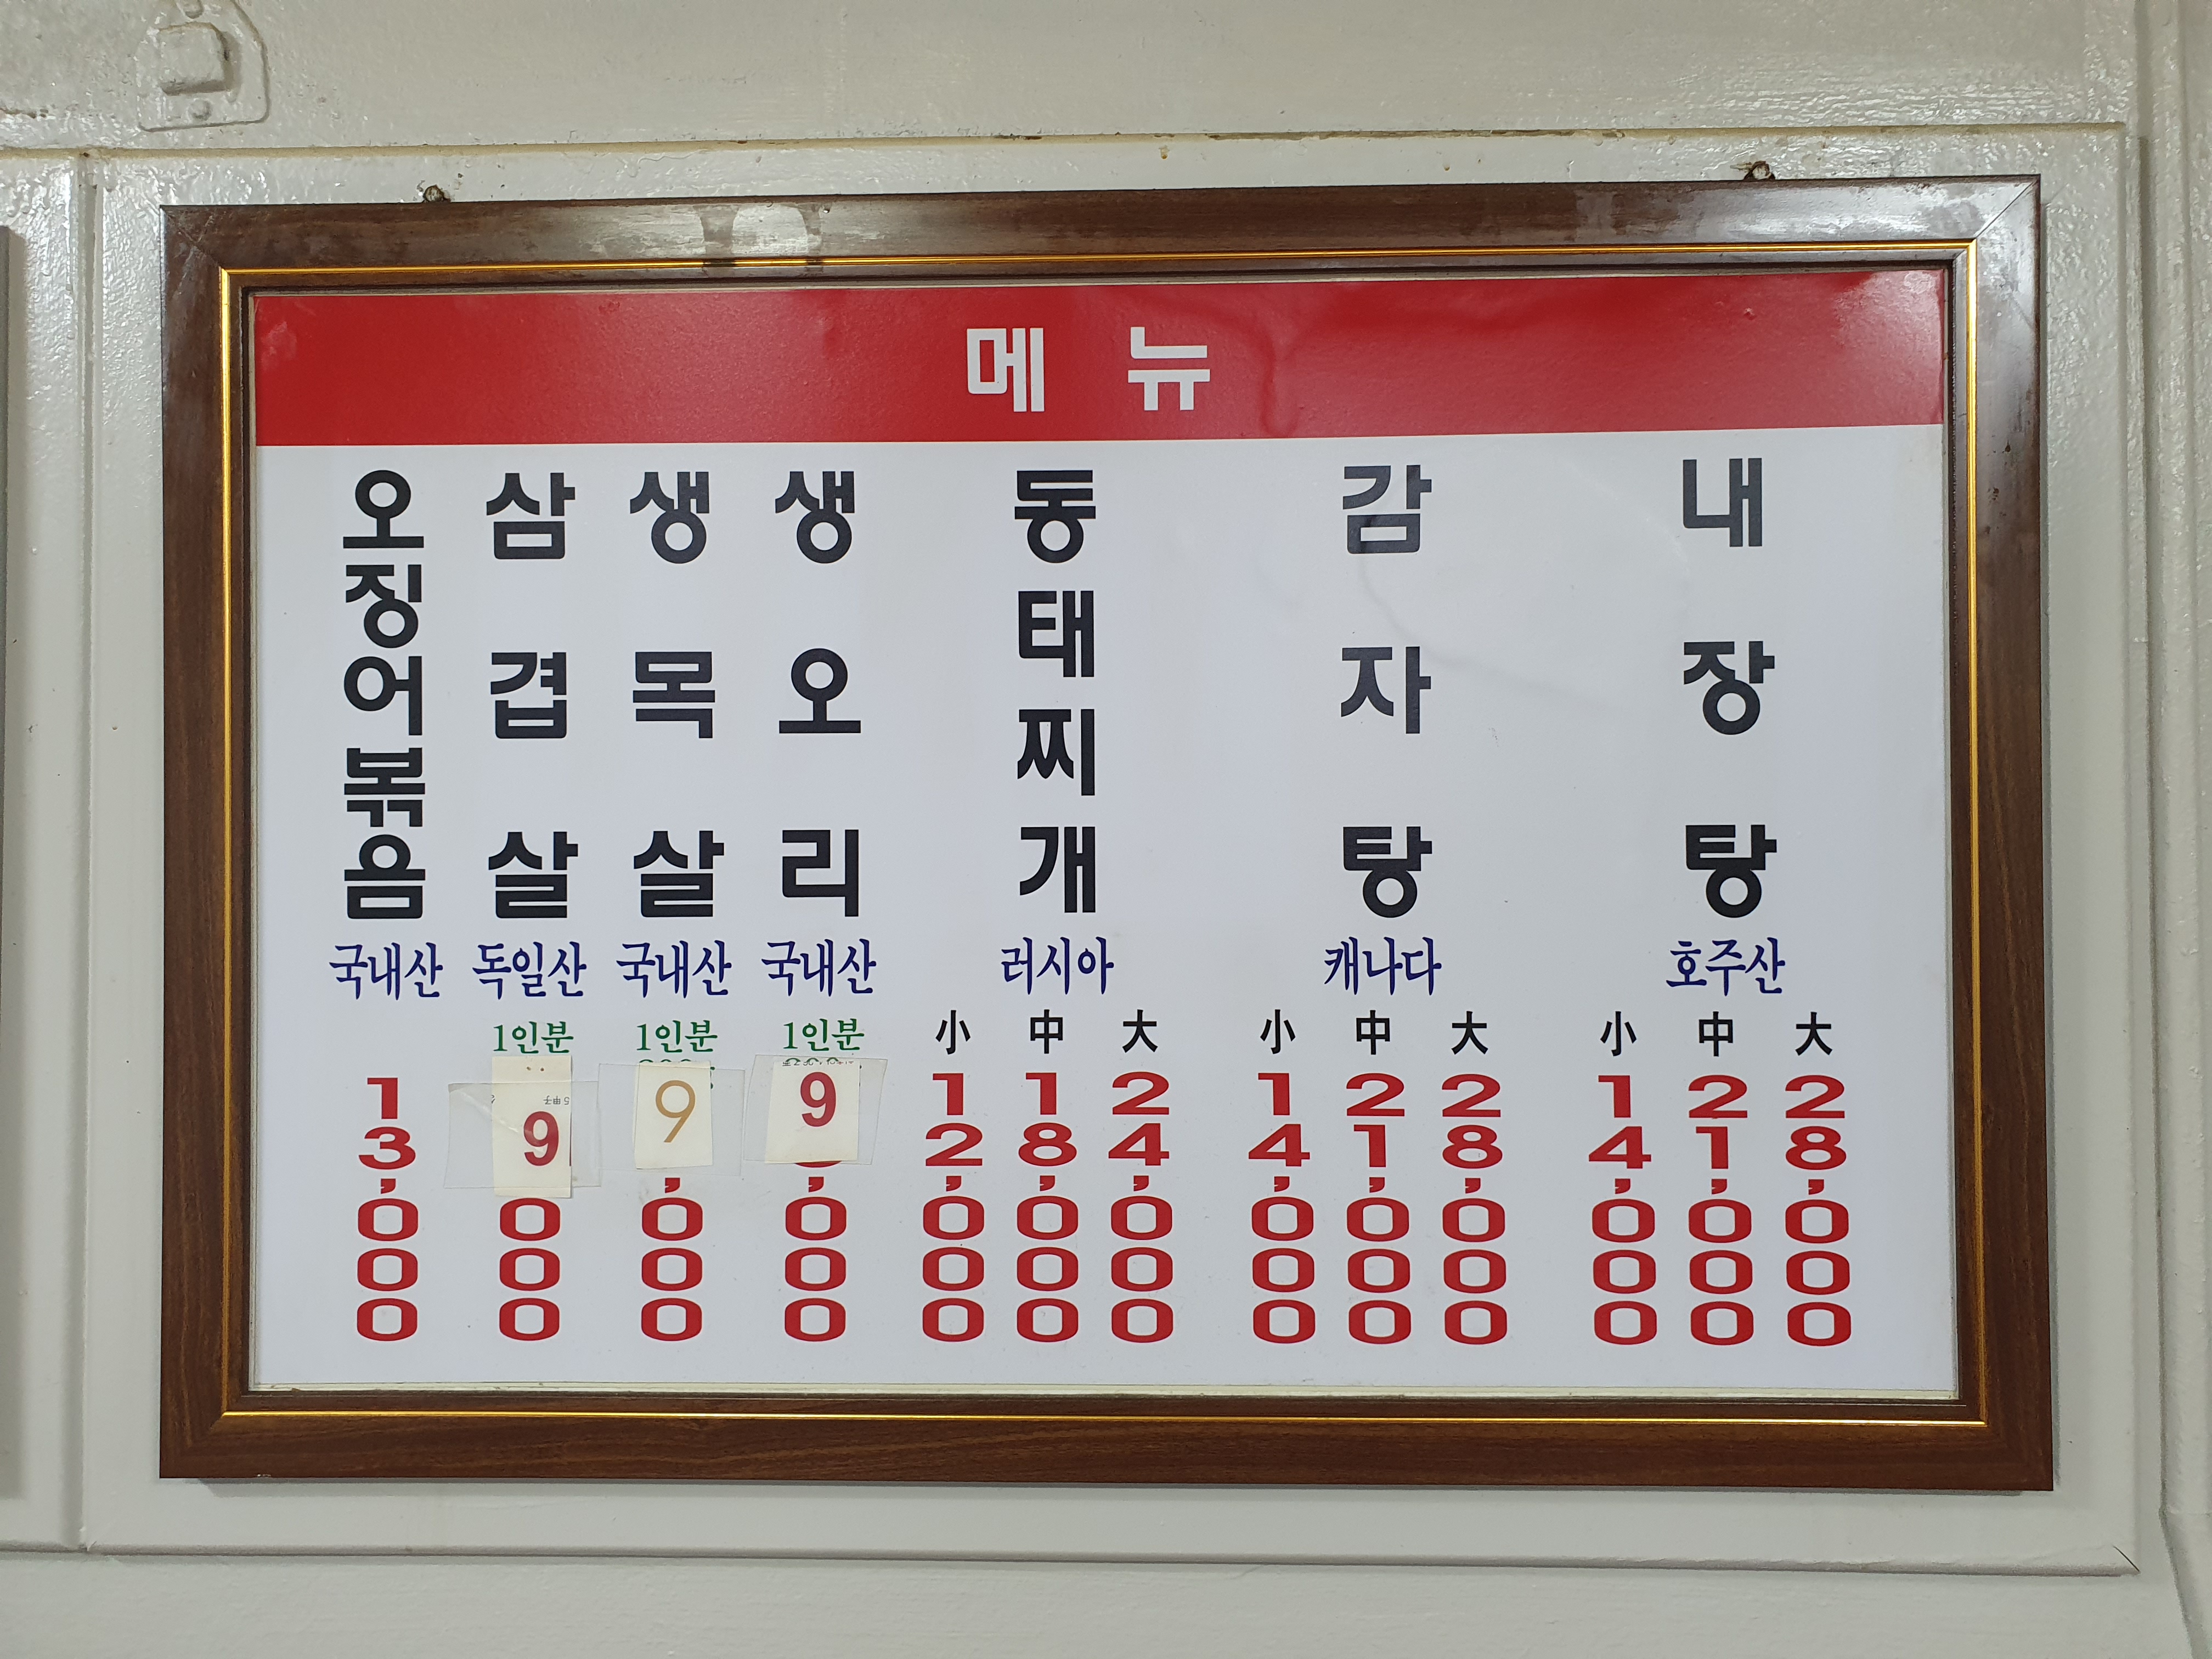 메뉴
오징어볶음
국내산
13,000
삼겹살
독일산
1인분
9000
생목살
국내산
1인분
9,000
생오리
국내산
1인분
9,000
동태찌개
러시아
小 中 大
12,000 18,000 24,000
감자탕
캐나다
小 中 大
14,000 21,000 28,000
내장탕
호주산
小 中 大
14,000 21,000 28,000